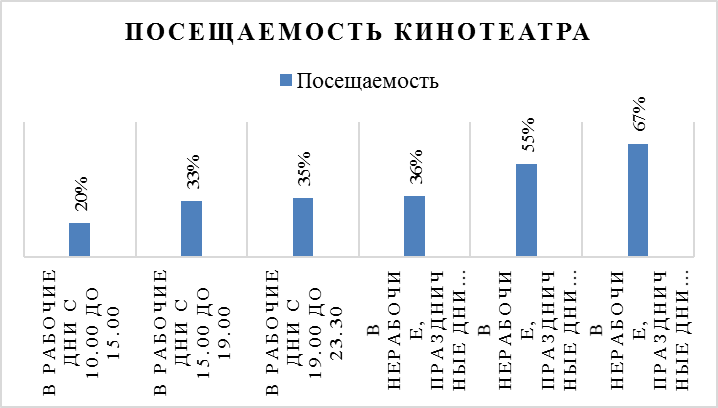 ПОСЕЩАЕМОСТЬ КИНОТЕАТРА
Посещаемость
20%
33%
35%
36%
55%
67%
В РАБОЧИЕ
ДНИ С
10.00 ДО
15.00
В РАБОЧИЕ
ДНИ С
15.00 ДО
19.00
В РАБОЧИЕ
ДНИ С
19.00 ДО
23.30
В
НЕРАБОЧИ
Е,
ПРАЗДНИЧ
НЫЕ ДНИ…
В
НЕРАБОЧИ
Е,
ПРАЗДНИЧ
НЫЕ ДНИ…
В
НЕРАБОЧИ
Е,
ПРАЗДНИЧ
НЫЕ ДНИ…